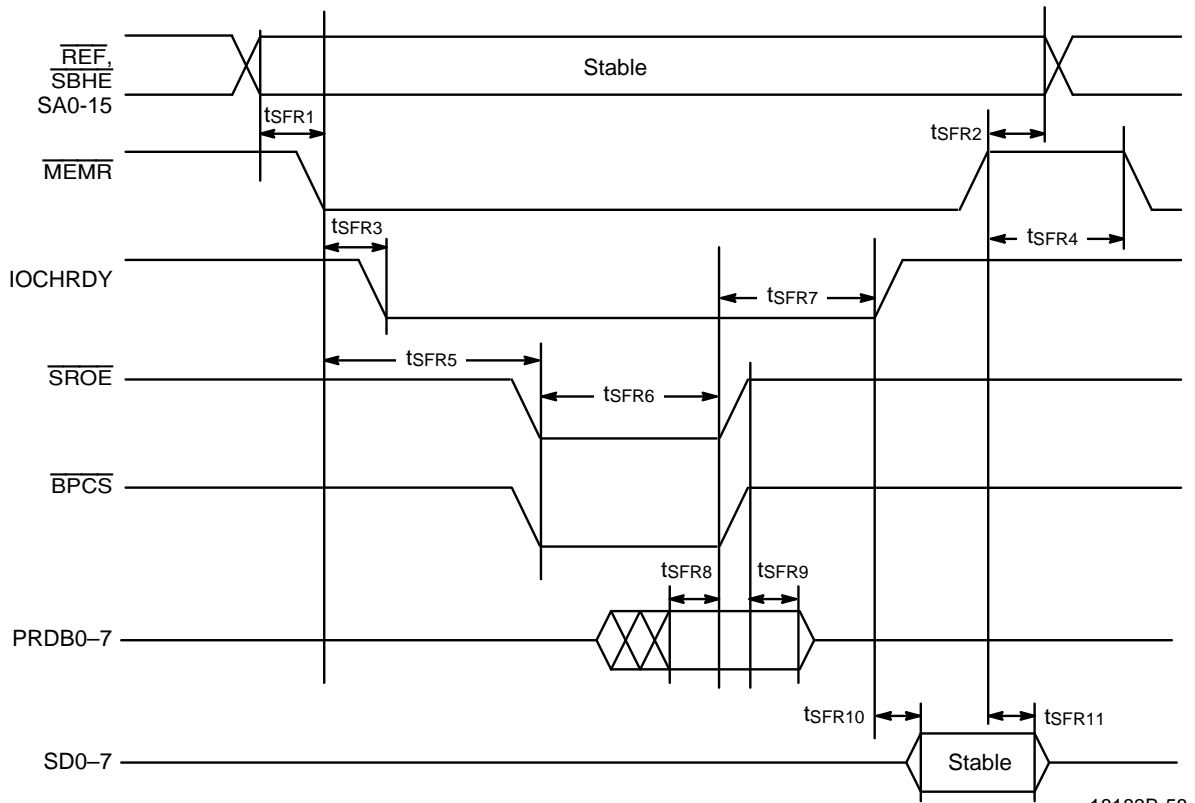 REF,
SBHE
SA0-15
Stable
tSFR1
tSFR2
MEMR
tSFR3
tSFR4
IOCHRDY
tSFR7
tSFR5
SROE
tSFR6
BPCS
tSFR8
tSFR9
PRDB0–7
tSFR10
tSFR11
SD0–7
Stable